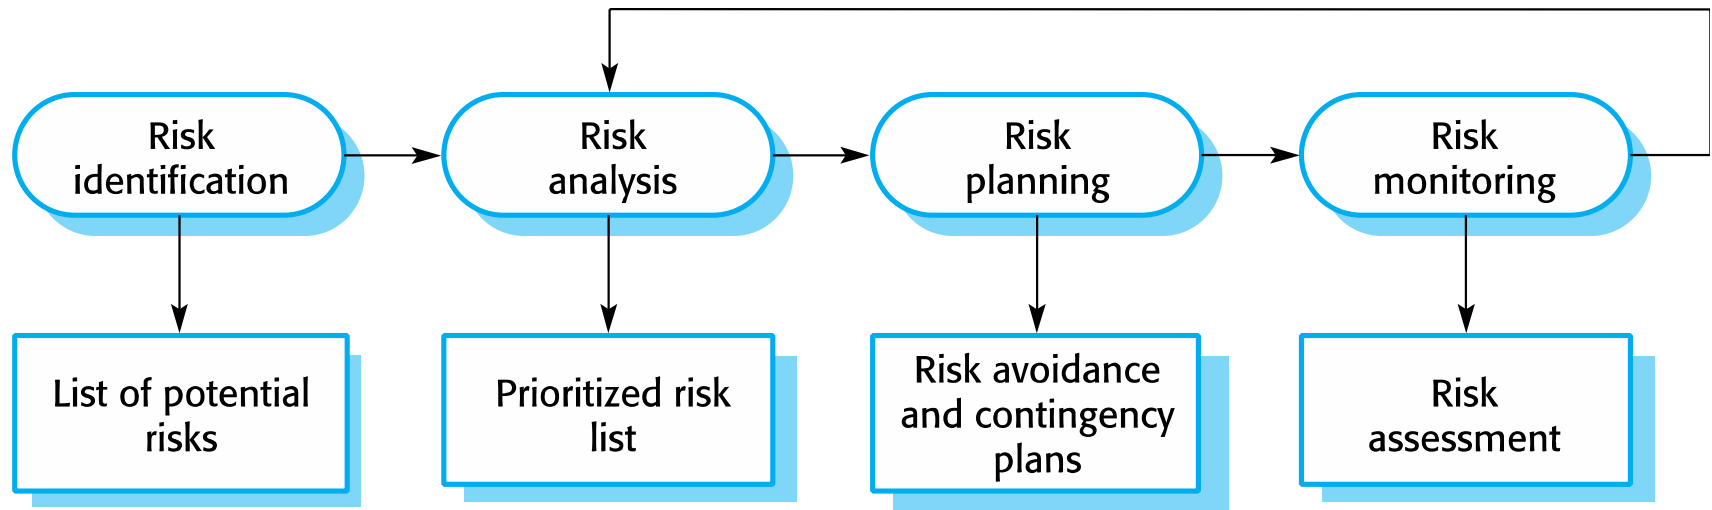 Risk
identification
Risk
analysis
Risk
planning
Risk
monitoring
List of potential
risks
Prioritized risk
list
Risk avoidance
and contingency
plans
Risk
assessment